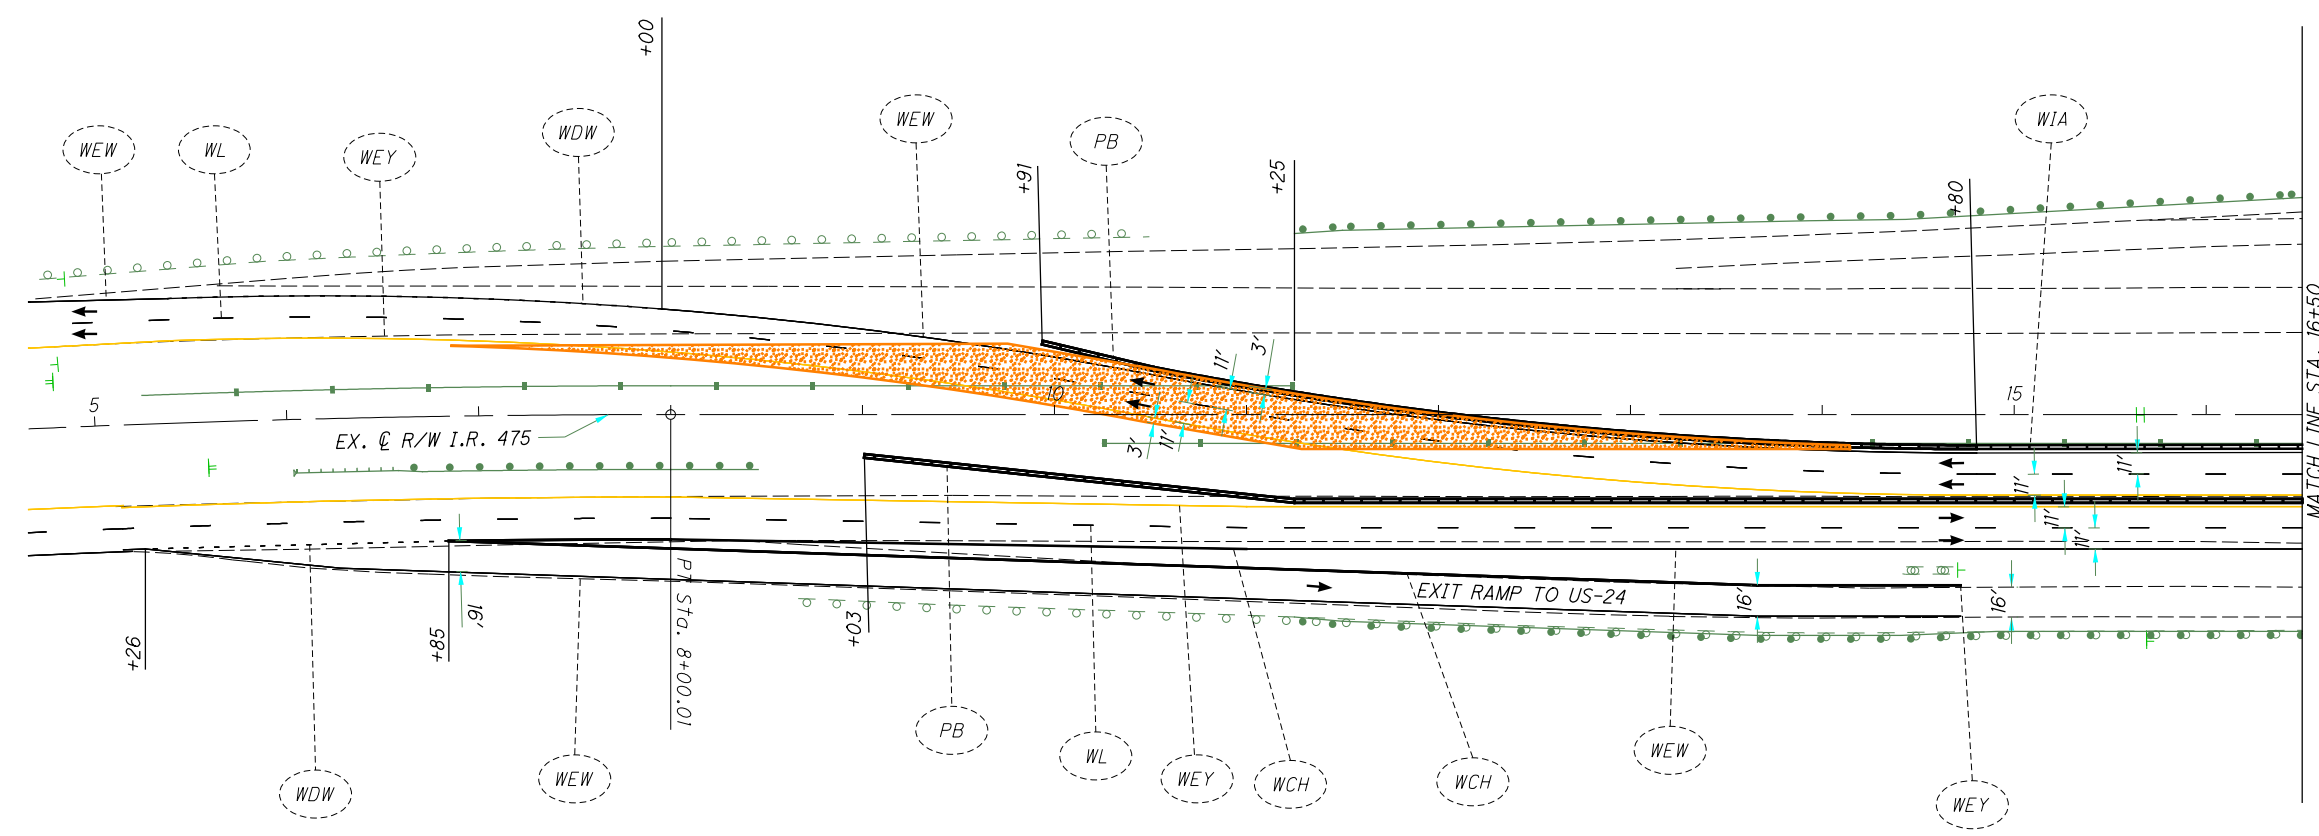 +00
WEW
WL
WEY
WDW
WEW
PB
WIA
+91
+25
+80
11'
3'
5
10
15
EX. ℄ R/W I.R. 475
3'
11'
11'
11'
11'
11'
MATCH LINE STA. 16+50
EXIT RAMP TO US-24
16'
16'
16'
+26
+85
PT Sta. 8+00.01
+03
WDW
WEW
PB
WL
WEY
WCH
WCH
WEW
WEY